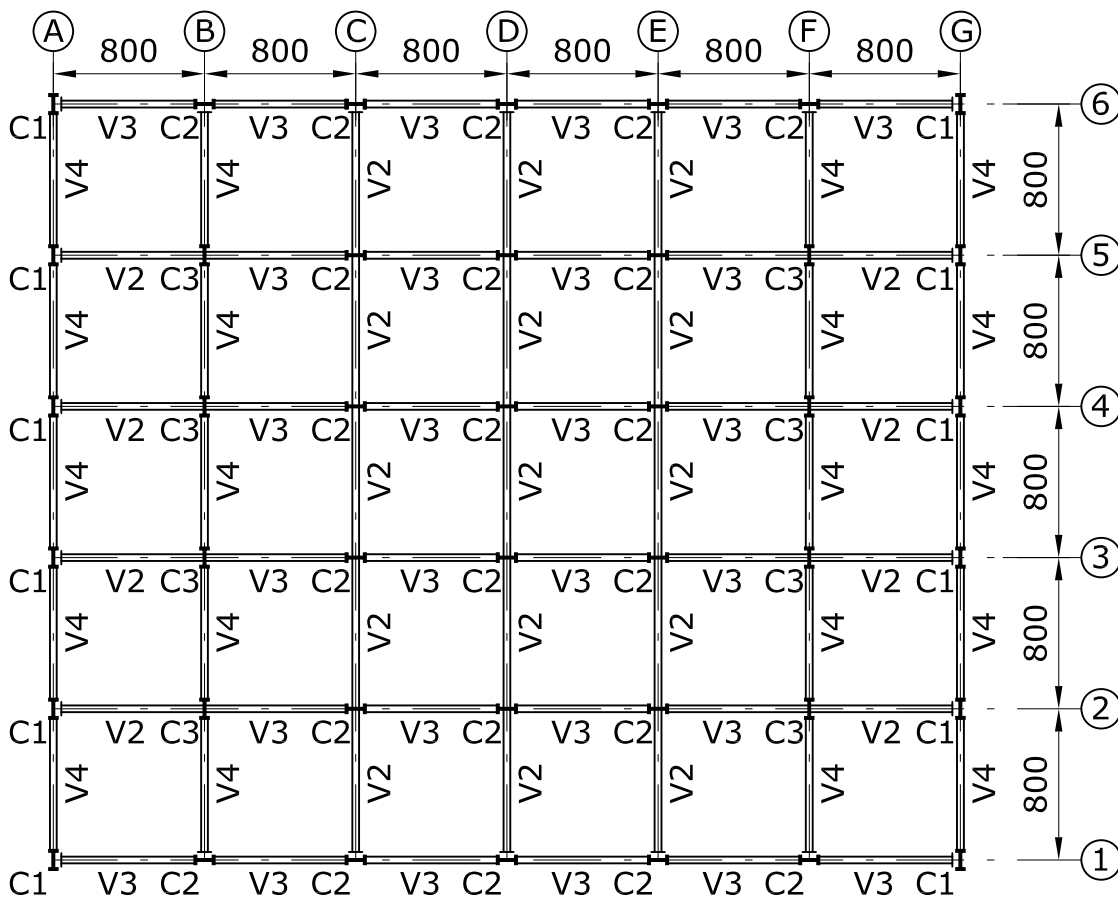 A B C D E F G
800 800 800 800 800 800
6
C1 V3 C2 V3 C2 V3 C2 V3 C2 V3 C2 V3 C1
V4 V4 V2 V2 V2 V4 V4 800
5
C1 V2 C3 V3 C2 V3 C2 V3 C2 V3 C3 V2 C1
V4 V4 V2 V2 V2 V4 V4 800
4
C1 V2 C3 V3 C2 V3 C2 V3 C2 V3 C3 V2 C1
V4 V4 V2 V2 V2 V4 V4 800
3
C1 V2 C3 V3 C2 V3 C2 V3 C2 V3 C3 V2 C1
V4 V4 V2 V2 V2 V4 V4 800
2
C1 V2 C3 V3 C2 V3 C2 V3 C2 V3 C3 V2 C1
V4 V4 V2 V2 V2 V4 V4 800
1
C1 V3 C2 V3 C2 V3 C2 V3 C2 V3 C2 V3 C1